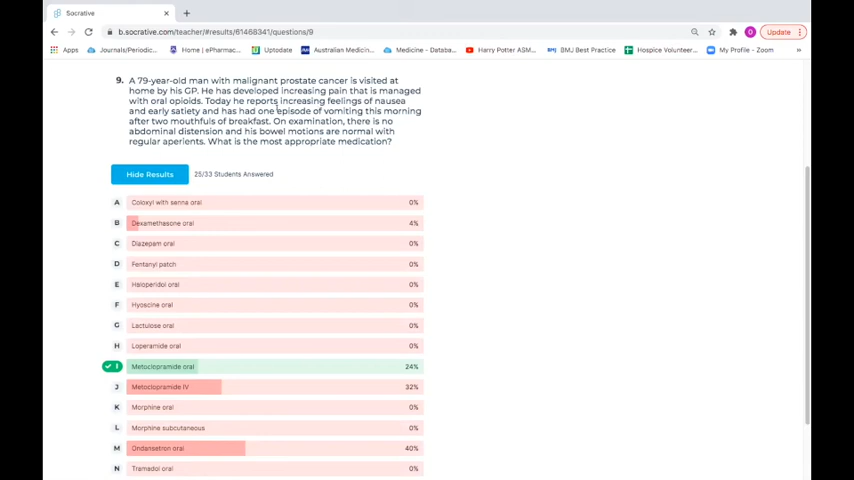 Socrative
b.socrative.com/teacher/#results/61468341/questions/9
Update
Apps
Journals/Periodic...
Home | ePharmac...
Uptodate
Australian Medicin...
Medicine - Databa...
Harry Potter ASM...
BMJ Best Practice
Hospice Volunteer...
My Profile - Zoom
»
9. A 79-year-old man with malignant prostate cancer is visited at
home by his GP. He has developed increasing pain that is managed
with oral opioids. Today he reports increasing feelings of nausea
and early satiety and has had one episode of vomiting this morning
after two mouthfuls of breakfast. On examination, there is no
abdominal distension and his bowel motions are normal with
regular aperients. What is the most appropriate medication?
Hide Results 25/33 Students Answered
A Coloxyl with senna oral 0%
B Dexamethasone oral 4%
C Diazepam oral 0%
D Fentanyl patch 0%
E Haloperidol oral 0%
F Hyoscine oral 0%
G Lactulose oral 0%
H Loperamide oral 0%
I Metoclopramide oral 24%
J Metoclopramide IV 32%
K Morphine oral 0%
L Morphine subcutaneous 0%
M Ondansetron oral 40%
N Tramadol oral 0%